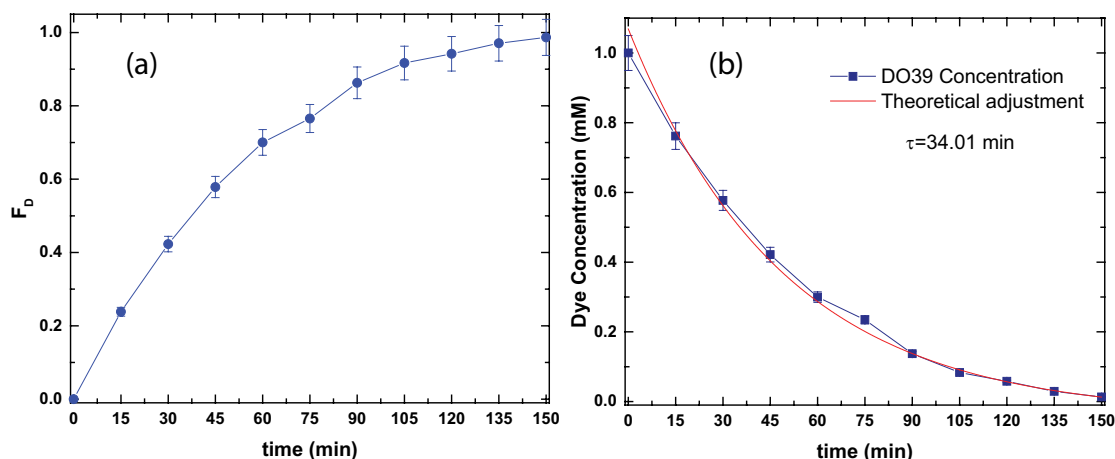 (a)
F_D
1.0
0.8
0.6
0.4
0.2
0.0
0 15 30 45 60 75 90 105 120 135 150
time (min)
(b)
DO39 Concentration
Theoretical adjustment
τ=34.01 min
Dye Concentration (mM)
1.0
0.8
0.6
0.4
0.2
0.0
0 15 30 45 60 75 90 105 120 135 150
time (min)